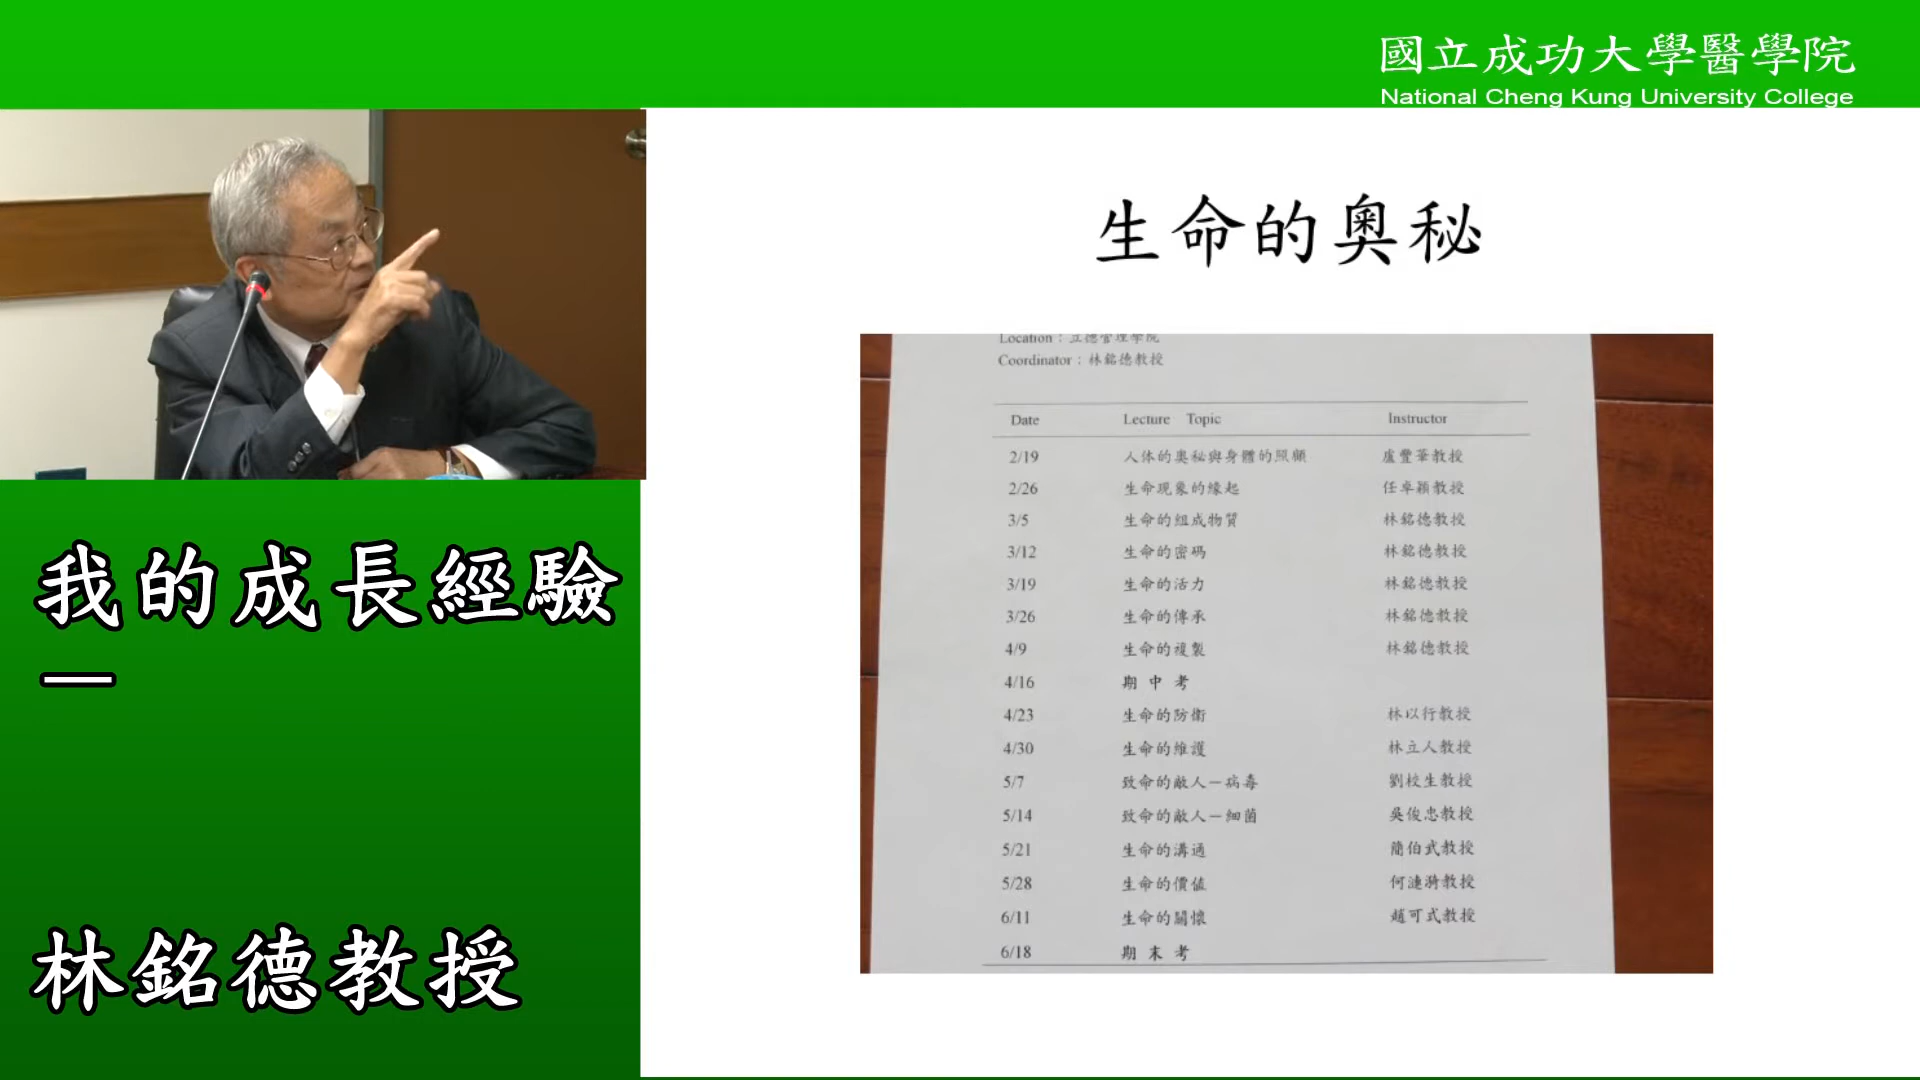 國立成功大學醫學院
National Cheng Kung University College
生命的奧秘
Location：立德管理學院
Coordinator：林銘德教授
Date Lecture Topic Instructor
2/19 人体的奧秘與身體的照顧 盧豐華教授
2/26 生命現象的緣起 任卓穎教授
3/5 生命的組成物質 林銘德教授
3/12 生命的密碼 林銘德教授
3/19 生命的活力 林銘德教授
3/26 生命的傳承 林銘德教授
4/9 生命的複製 林銘德教授
4/16 期 中 考
4/23 生命的防衛 林以行教授
4/30 生命的維護 林立人教授
5/7 致命的敵人－病毒 劉校生教授
5/14 致命的敵人－細菌 吳俊忠教授
5/21 生命的溝通 簡伯武教授
5/28 生命的價值 何漣漪教授
6/11 生命的關懷 趙可式教授
6/18 期 末 考
我的成長經驗
一
林銘德教授